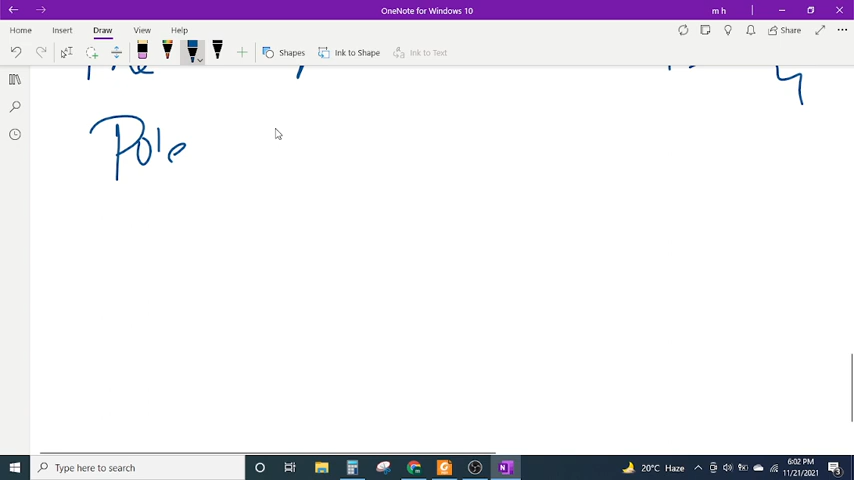 OneNote for Windows 10
m h
Home Insert Draw View Help
Share
Shapes Ink to Shape Ink to Text
Pole
Type here to search
20°C Haze
6:02 PM
11/21/2021
3